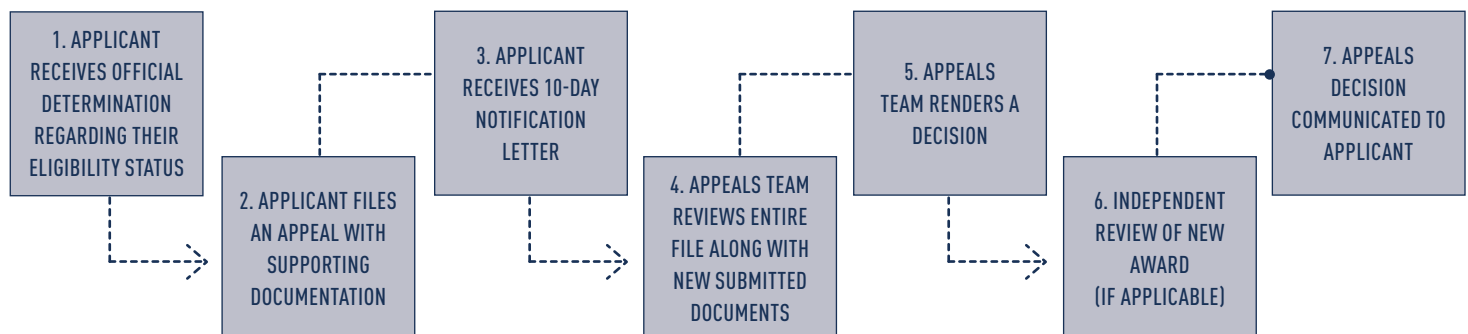 1. APPLICANT
RECEIVES OFFICIAL
DETERMINATION
REGARDING THEIR
ELIGIBILITY STATUS
2. APPLICANT FILES
AN APPEAL WITH
SUPPORTING
DOCUMENTATION
3. APPLICANT
RECEIVES 10-DAY
NOTIFICATION
LETTER
4. APPEALS TEAM
REVIEWS ENTIRE
FILE ALONG WITH
NEW SUBMITTED
DOCUMENTS
5. APPEALS
TEAM RENDERS A
DECISION
6. INDEPENDENT
REVIEW OF NEW
AWARD
(IF APPLICABLE)
7. APPEALS
DECISION
COMMUNICATED TO
APPLICANT